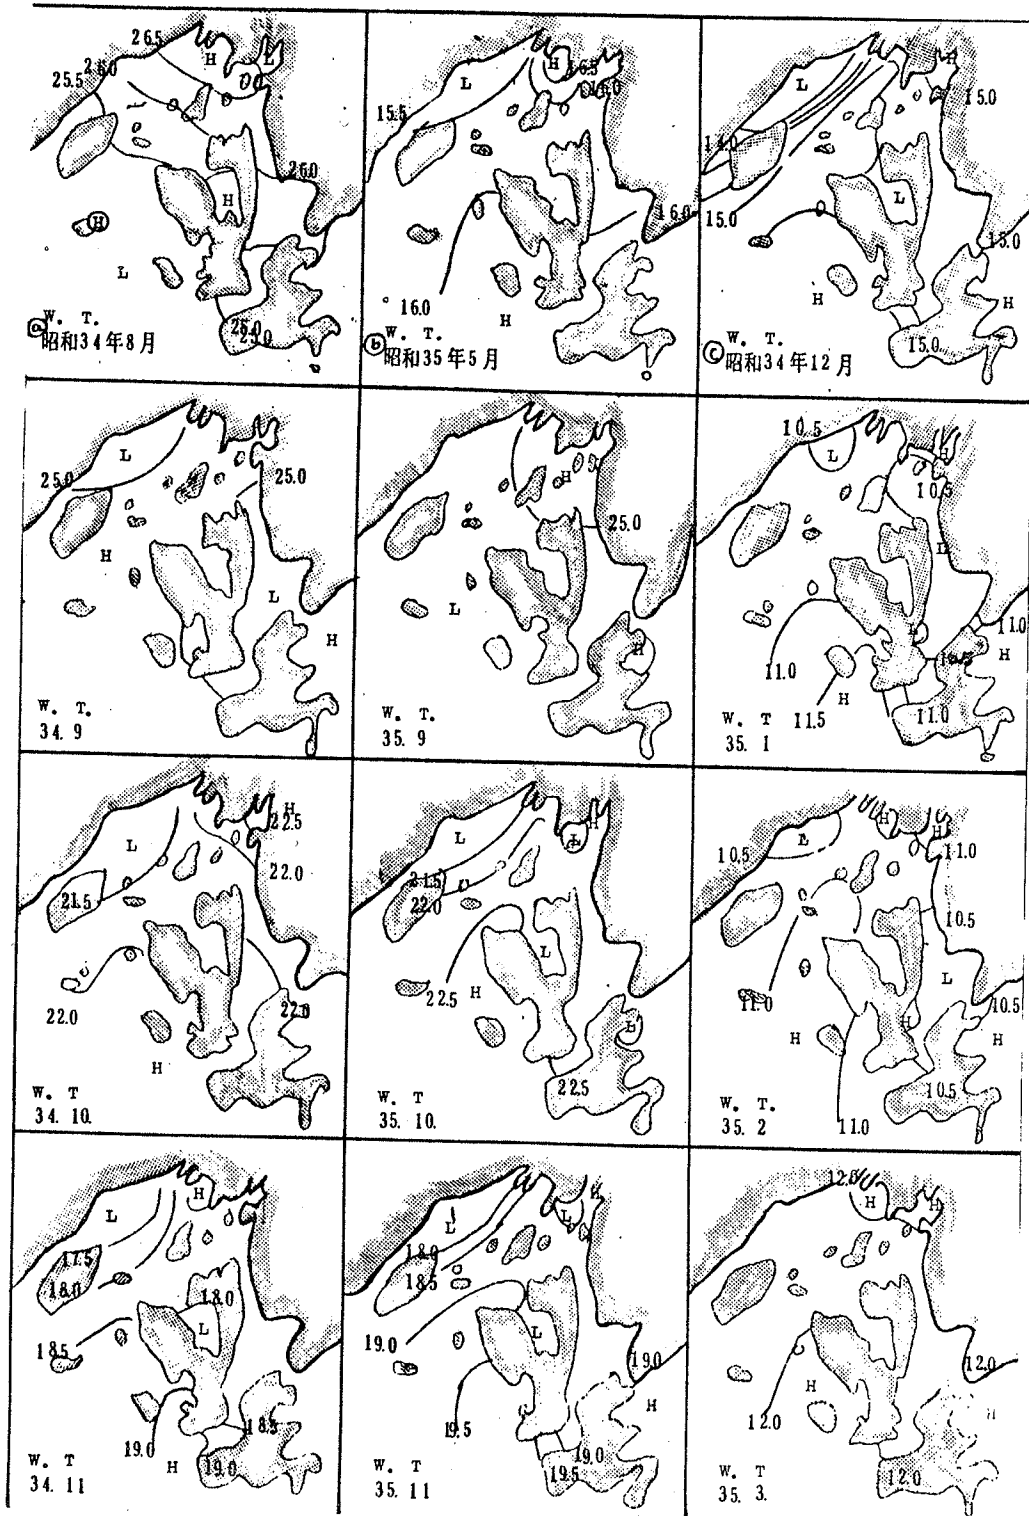 26.5
H
L
26.0
25.5
26.0
H
H
L
25.0
25.0
ⓐ W. T.
昭和34年8月
H
16.5
16.0
L
15.5
16.0
16.0
H
ⓑ W. T.
昭和35年5月
H
L
15.0
14.0
L
15.0
15.0
H
H
15.0
ⓒ W. T.
昭和34年12月
L
25.0
25.0
H
L
H
W. T.
34. 9
H
25.0
L
H
W. T.
35. 9
10.5
L
H
10.5
L
L
11.0
10.5
H
11.0
H
11.5
11.0
W. T
35. 1
H
22.5
L
22.0
21.5
22.0
22.0
H
W. T
34. 10.
L
H
L
21.5
22.0
L
22.5
H
L
22.5
W. T
35. 10.
H
H
L
10.5
11.0
10.5
L
11.0
10.5
H
H
H
10.5
11.0
W. T.
35. 2
H
L
17.5
18.0
18.0
L
18.5
18.5
19.0
H
19.0
W. T
34. 11
H
L
L
18.0
18.5
L
19.0
19.0
H
19.5
19.0
19.5
W. T
35. 11
12.0
H
H
12.0
H
12.0
H
12.0
W. T
35. 3.